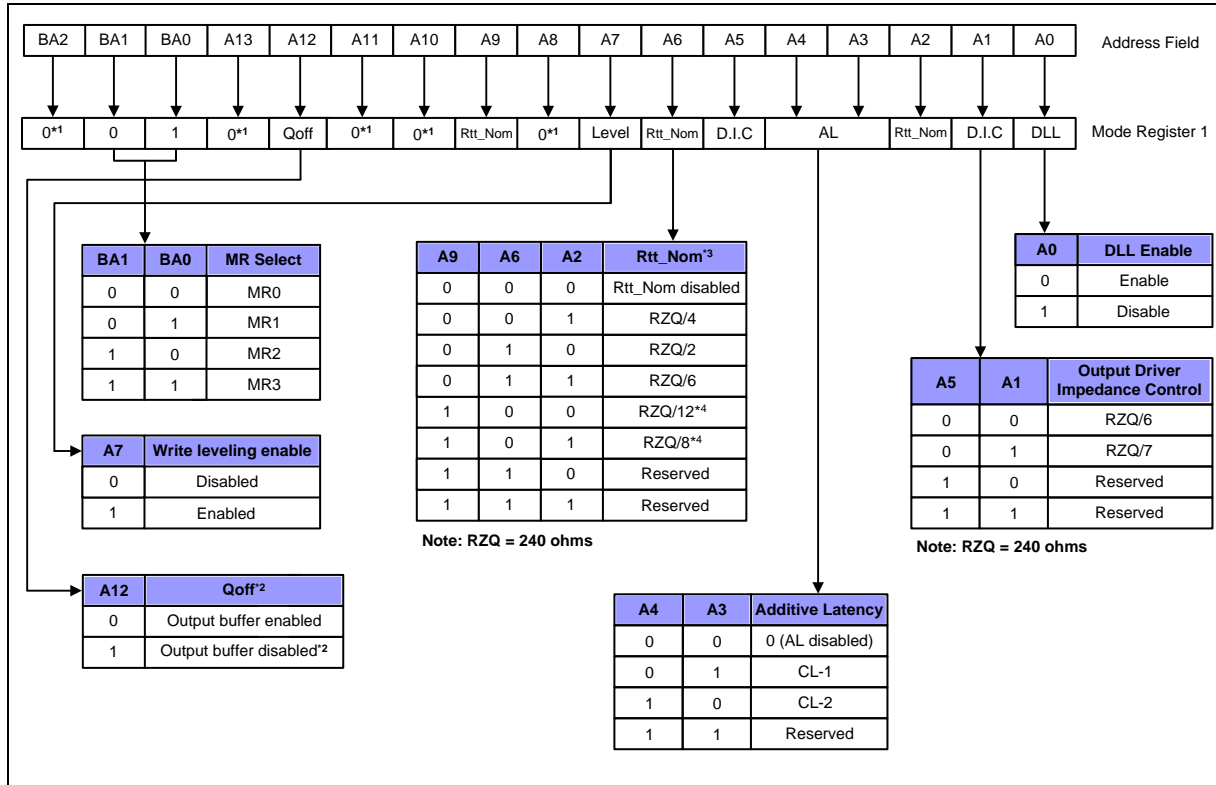 BA2 BA1 BA0 A13 A12 A11 A10 A9 A8 A7 A6 A5 A4 A3 A2 A1 A0 Address Field
0*1 0 1 0*1 Qoff 0*1 0*1 Rtt_Nom 0*1 Level Rtt_Nom D.I.C AL Rtt_Nom D.I.C DLL Mode Register 1
BA1 BA0 MR Select
0 0 MR0
0 1 MR1
1 0 MR2
1 1 MR3
A7 Write leveling enable
0 Disabled
1 Enabled
A12 Qoff*2
0 Output buffer enabled
1 Output buffer disabled*2
A9 A6 A2 Rtt_Nom*3
0 0 0 Rtt_Nom disabled
0 0 1 RZQ/4
0 1 0 RZQ/2
0 1 1 RZQ/6
1 0 0 RZQ/12*4
1 0 1 RZQ/8*4
1 1 0 Reserved
1 1 1 Reserved
Note: RZQ = 240 ohms
A4 A3 Additive Latency
0 0 0 (AL disabled)
0 1 CL-1
1 0 CL-2
1 1 Reserved
A0 DLL Enable
0 Enable
1 Disable
A5 A1 Output Driver
Impedance Control
0 0 RZQ/6
0 1 RZQ/7
1 0 Reserved
1 1 Reserved
Note: RZQ = 240 ohms